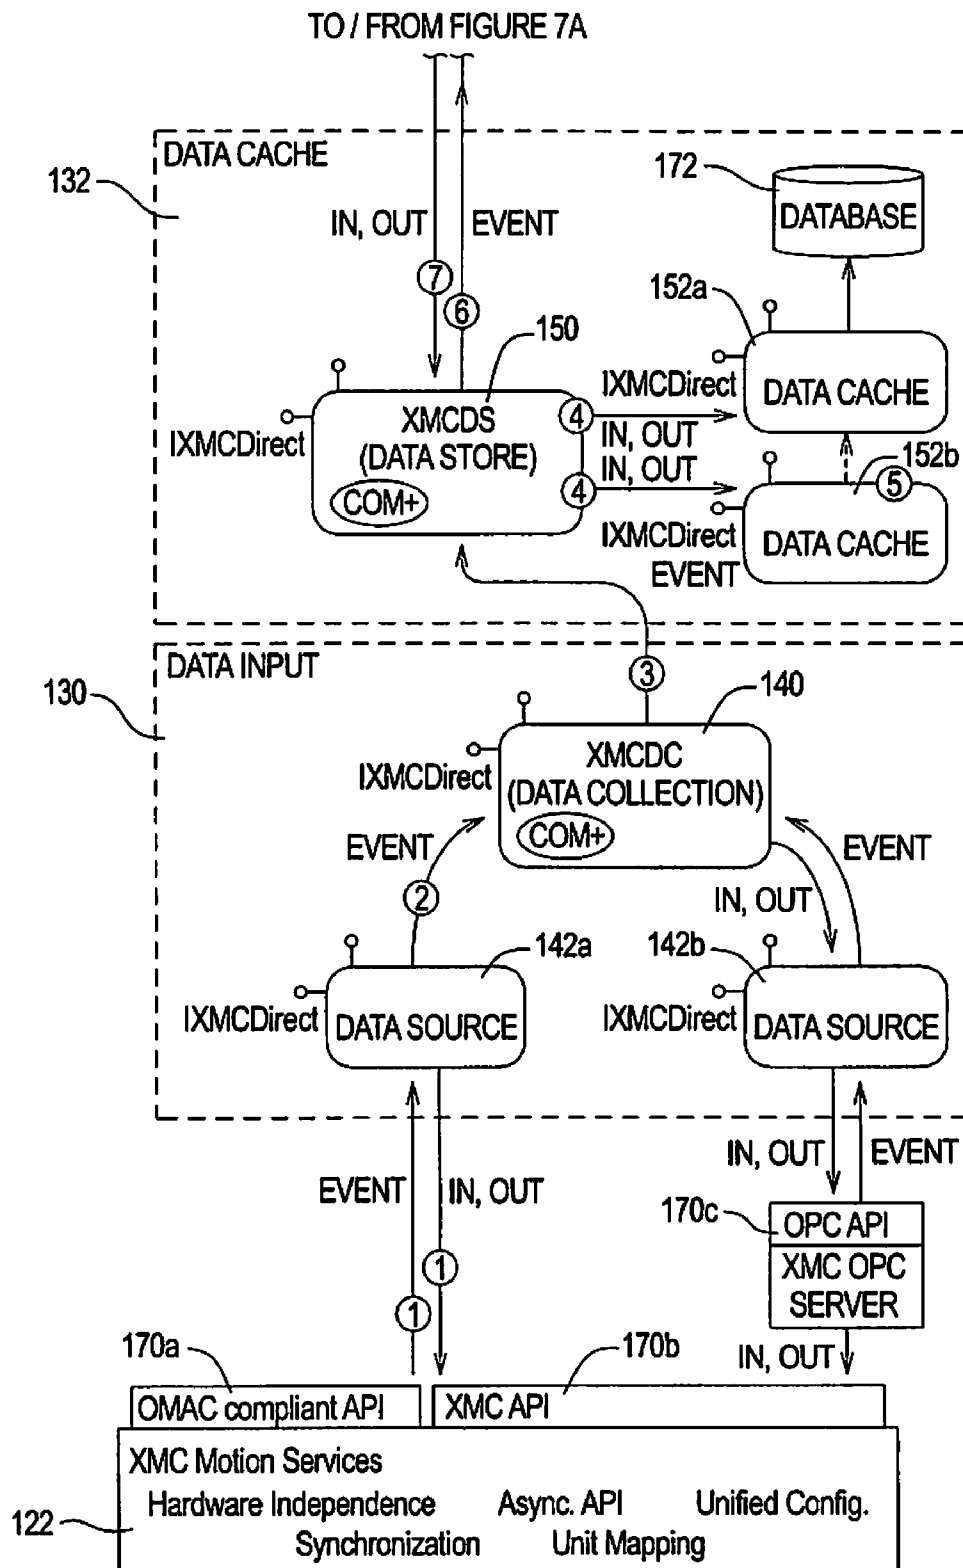 TO / FROM FIGURE 7A
DATA CACHE
132
172
DATABASE
IN, OUT
EVENT
7
6
152a
150
IXMCDirect
DATA CACHE
XMCDS
(DATA STORE)
COM+
IXMCDirect
4
IN, OUT
IN, OUT
4
152b
5
IXMCDirect
EVENT
DATA CACHE
DATA INPUT
130
3
140
XMCDC
(DATA COLLECTION)
COM+
IXMCDirect
EVENT
2
EVENT
IN, OUT
142a
142b
IXMCDirect
DATA SOURCE
IXMCDirect
DATA SOURCE
EVENT
IN, OUT
IN, OUT
EVENT
1
1
170c
OPC API
XMC OPC
SERVER
IN, OUT
170a
170b
OMAC compliant API
XMC API
XMC Motion Services
Hardware Independence
Async. API
Unified Config.
122
Synchronization
Unit Mapping